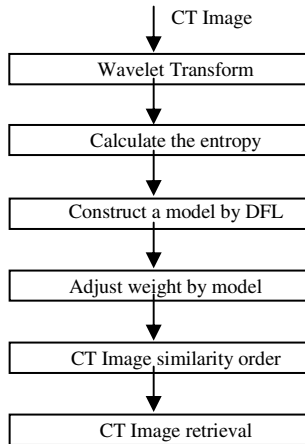 CT Image
Wavelet Transform
Calculate the entropy
Construct a model by DFL
Adjust weight by model
CT Image similarity order
CT Image retrieval